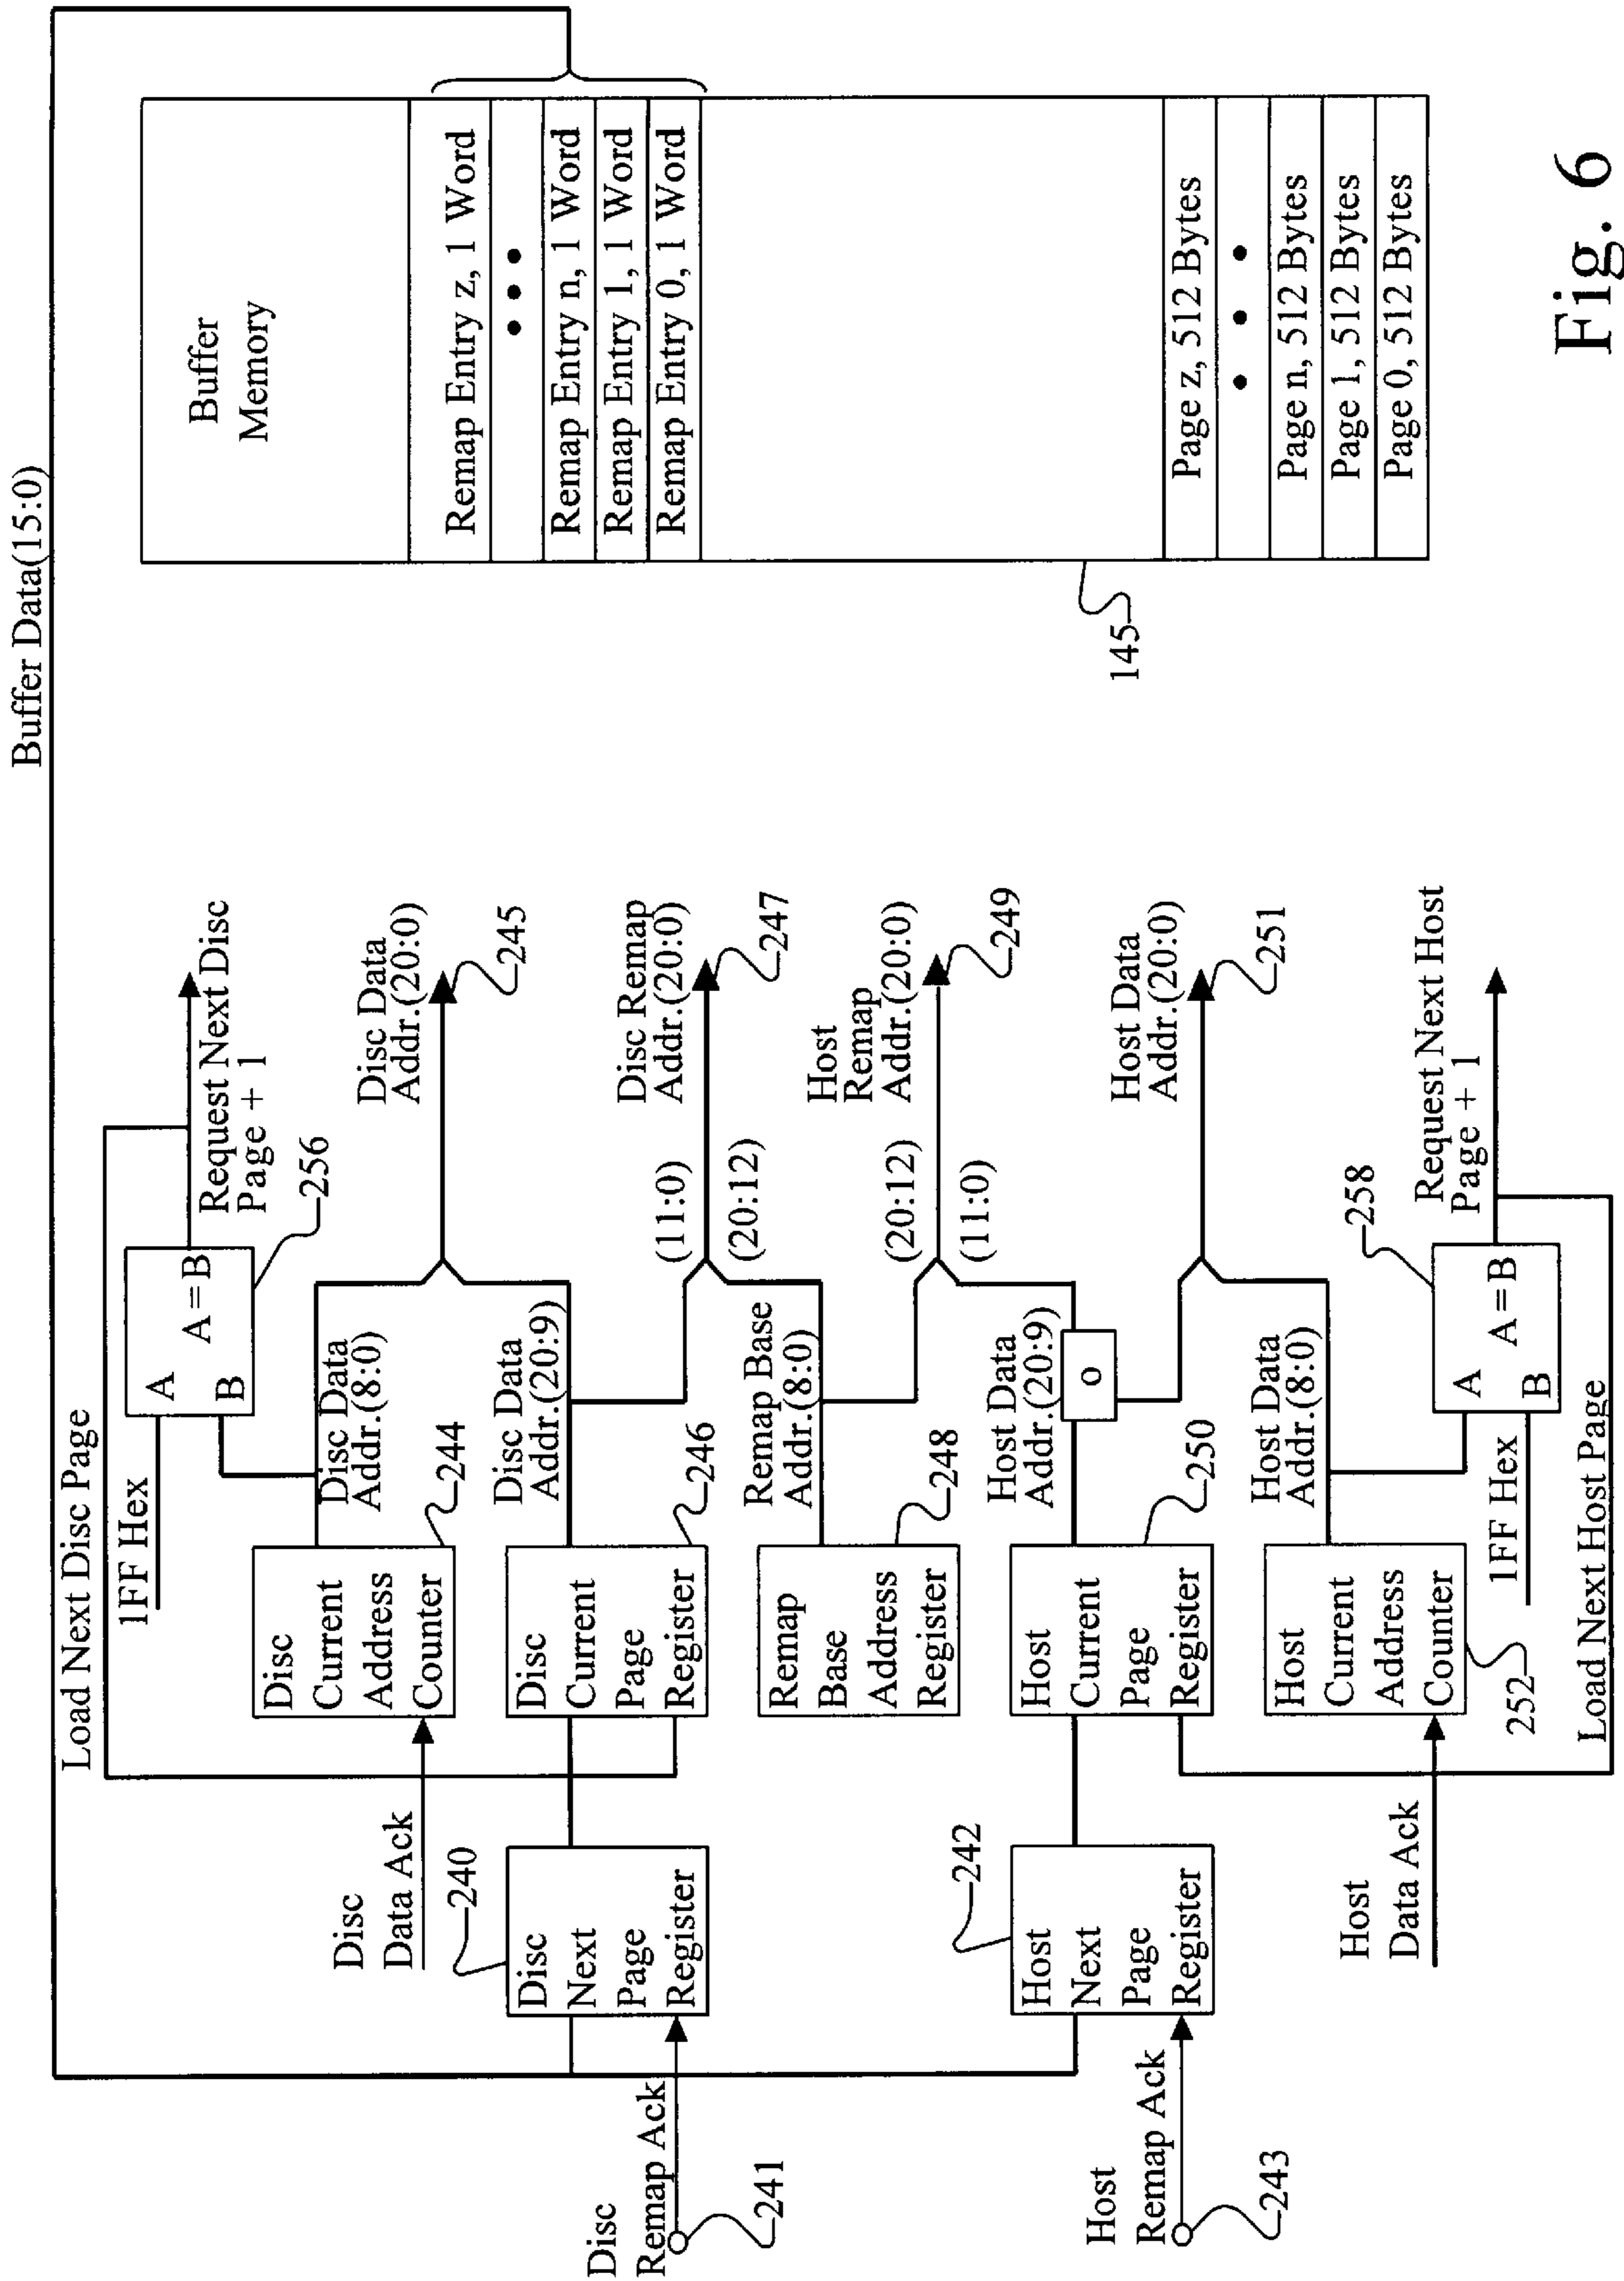 Buffer Data(15:0)
Load Next Disc Page
1FF Hex
A
B
A = B
256
Request Next Disc
Page + 1
Disc
Data Ack
Disc
Current
Address
Counter
244
Disc Data
Addr.(8:0)
Disc Data
Addr.(20:0)
245
240
Disc
Next
Page
Register
Disc
Remap Ack
241
Disc
Current
Page
Register
246
Disc Data
Addr.(20:9)
(11:0)
(20:12)
Disc Remap
Addr.(20:0)
247
Remap
Base
Address
Register
248
Remap Base
Addr.(8:0)
(20:12)
(11:0)
Host
Remap
Addr.(20:0)
249
242
Host
Next
Page
Register
Host
Remap Ack
243
Host
Current
Page
Register
250
Host Data
Addr.(20:9)
o
Host Data
Addr.(20:0)
251
Host
Data Ack
Host
Current
Address
Counter
252
Host Data
Addr.(8:0)
1FF Hex
A
B
A = B
258
Request Next Host
Page + 1
Load Next Host Page
Buffer
Memory
Remap Entry z, 1 Word
Remap Entry n, 1 Word
Remap Entry 1, 1 Word
Remap Entry 0, 1 Word
145
Page z, 512 Bytes
Page n, 512 Bytes
Page 1, 512 Bytes
Page 0, 512 Bytes
Fig. 6